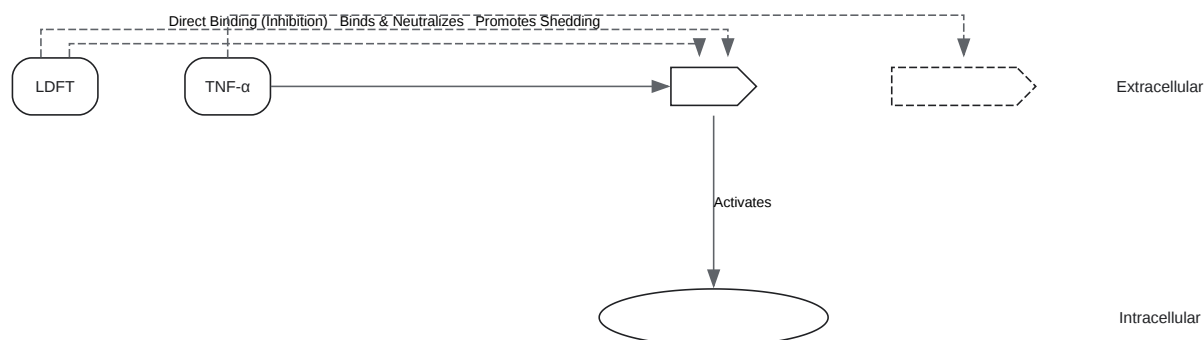 Direct Binding (Inhibition) Binds & Neutralizes Promotes Shedding
LDFT
TNF-α
Extracellular
Activates
Intracellular